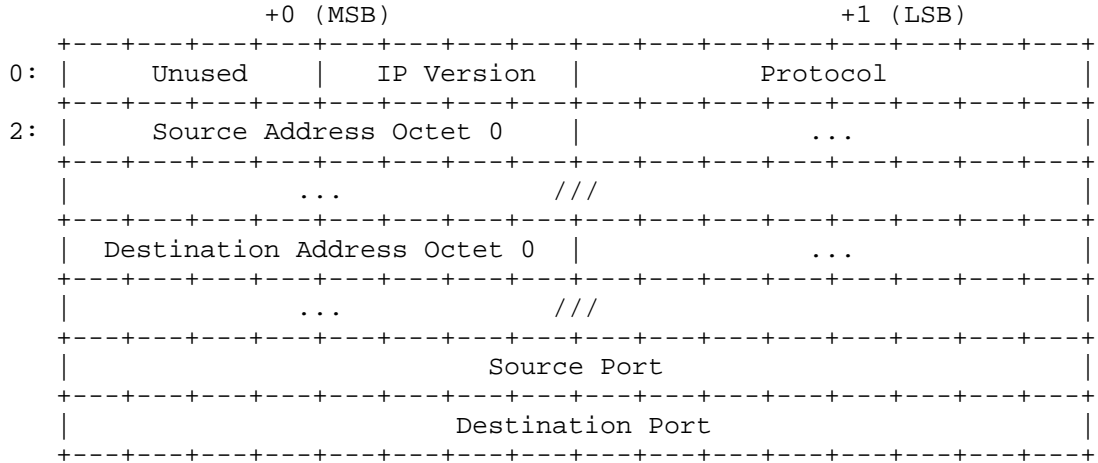 +0 (MSB) +1 (LSB)
+---+---+---+---+---+---+---+---+---+---+---+---+---+---+---+---+
0: | Unused | IP Version | Protocol |
+---+---+---+---+---+---+---+---+---+---+---+---+---+---+---+---+
2: | Source Address Octet 0 | ... |
+---+---+---+---+---+---+---+---+---+---+---+---+---+---+---+---+
| ... /// |
+---+---+---+---+---+---+---+---+---+---+---+---+---+---+---+---+
| Destination Address Octet 0 | ... |
+---+---+---+---+---+---+---+---+---+---+---+---+---+---+---+---+
| ... /// |
+---+---+---+---+---+---+---+---+---+---+---+---+---+---+---+---+
| Source Port |
+---+---+---+---+---+---+---+---+---+---+---+---+---+---+---+---+
| Destination Port |
+---+---+---+---+---+---+---+---+---+---+---+---+---+---+---+---+